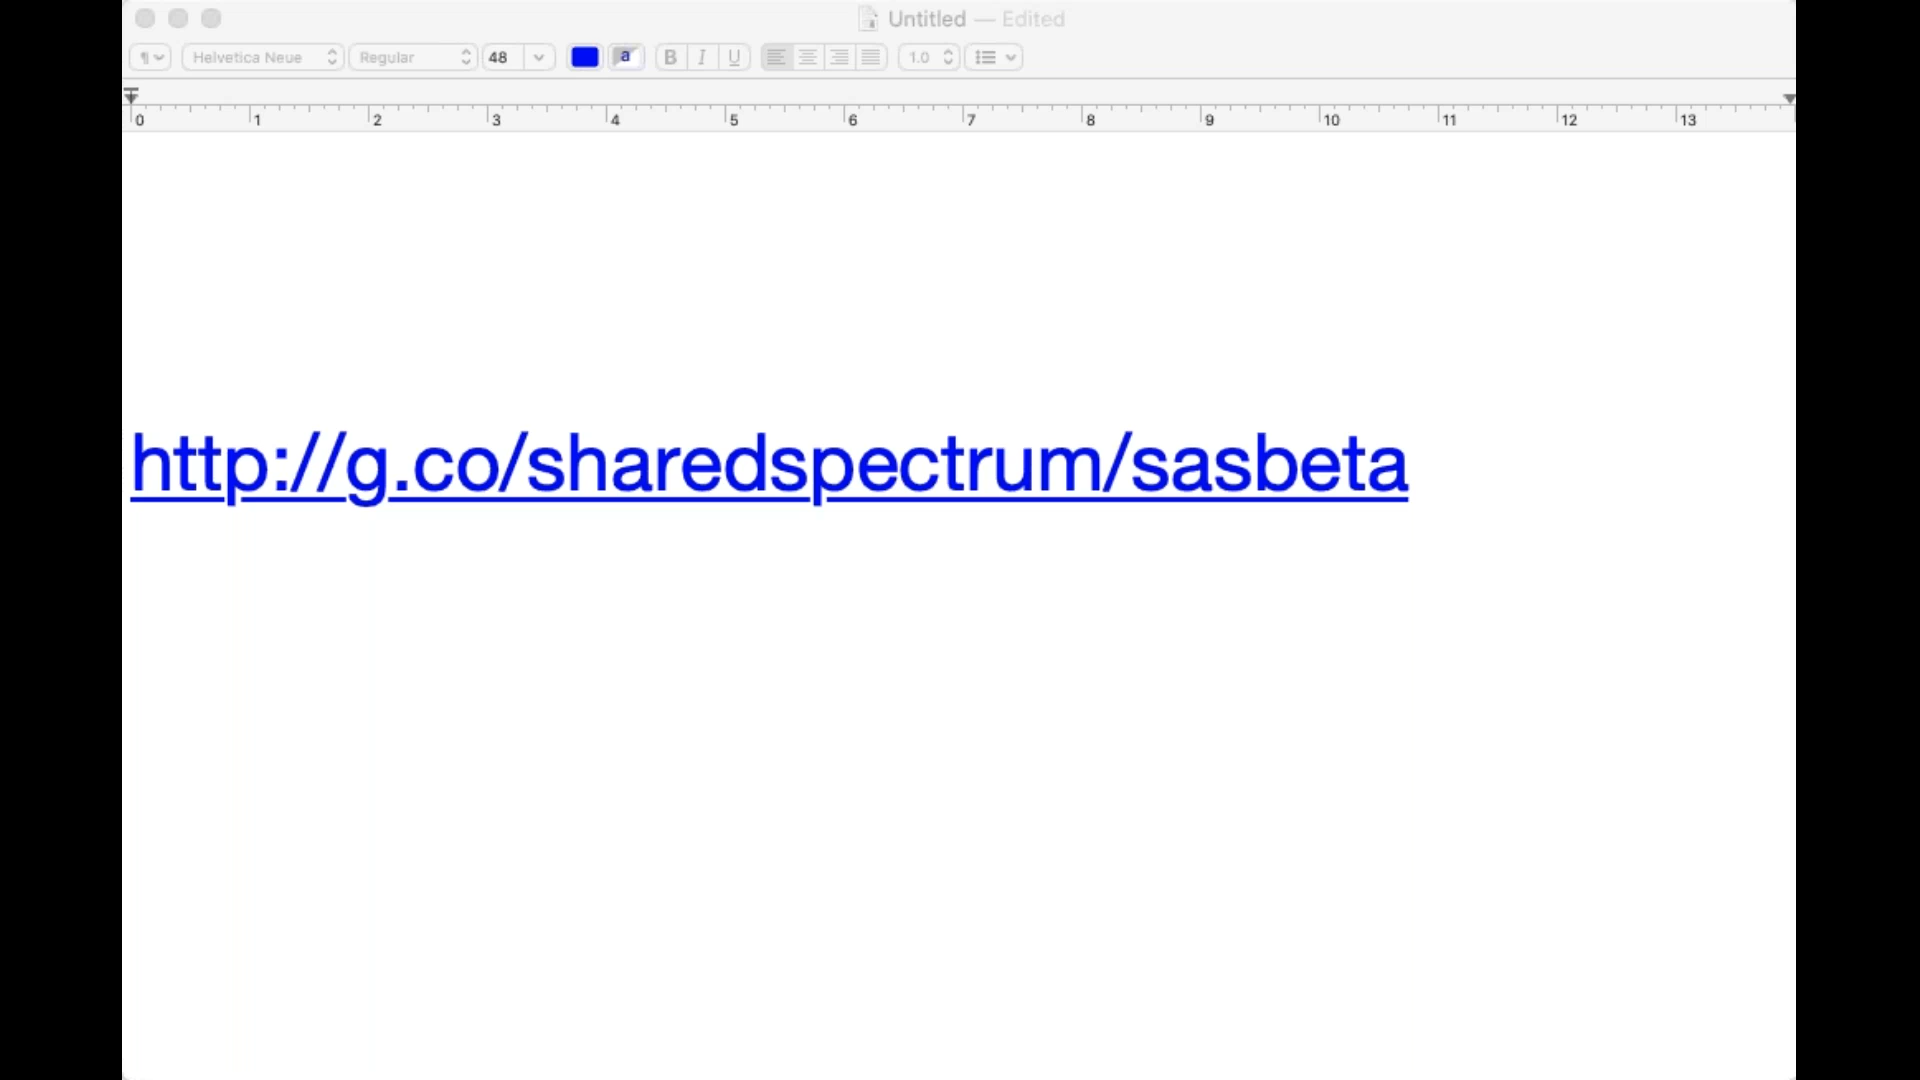 Untitled — Edited
¶ Helvetica Neue Regular 48 a B I U 1.0
0 1 2 3 4 5 6 7 8 9 10 11 12 13
http://g.co/sharedspectrum/sasbeta